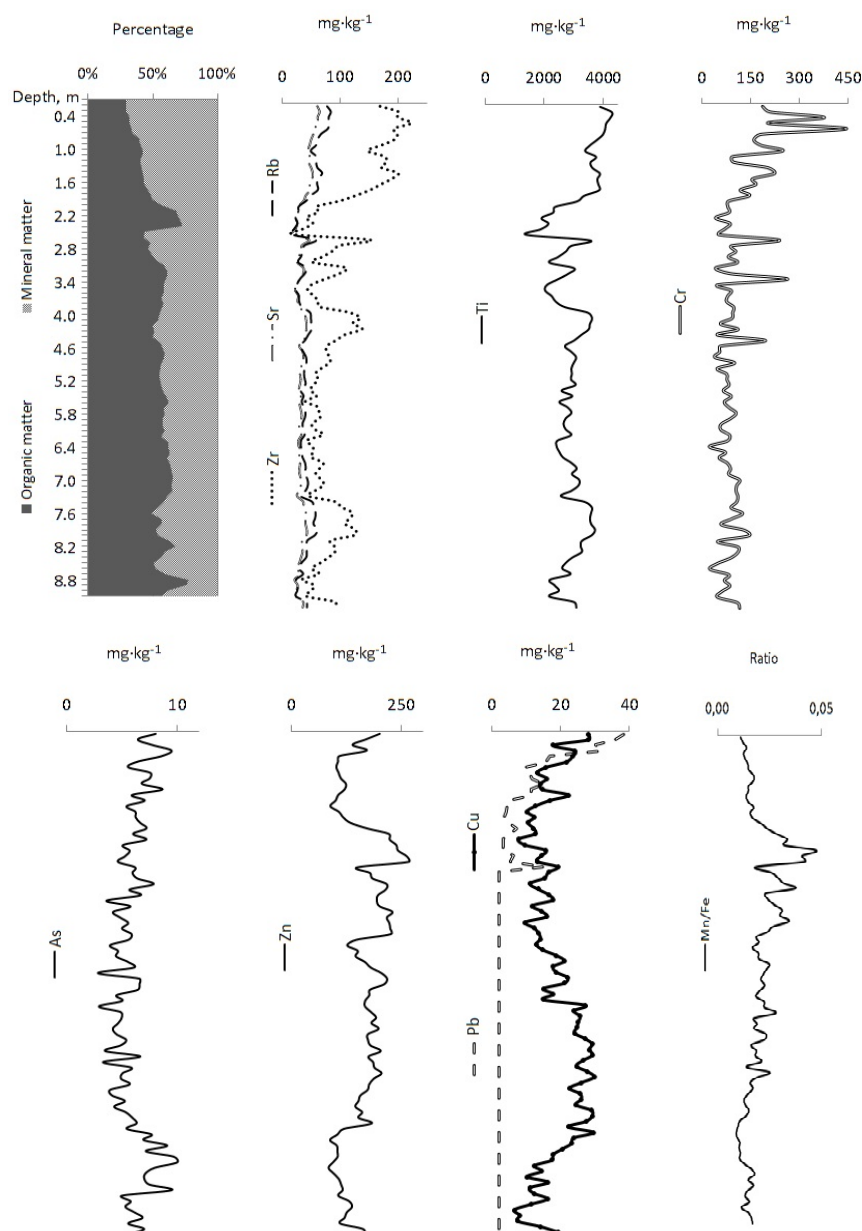 Percentage
0% 50% 100%
Depth, m
0.4
1.0
1.6
2.2
2.8
3.4
4.0
4.6
5.2
5.8
6.4
7.0
7.6
8.2
8.8
Mineral matter
Organic matter
mg·kg⁻¹
0 100 200
Rb
Sr
Zr
mg·kg⁻¹
0 2000 4000
Ti
mg·kg⁻¹
0 150 300 450
Cr
mg·kg⁻¹
0 10
As
mg·kg⁻¹
0 250
Zn
mg·kg⁻¹
0 20 40
Cu
Pb
Ratio
0,00 0,05
Mn/Fe